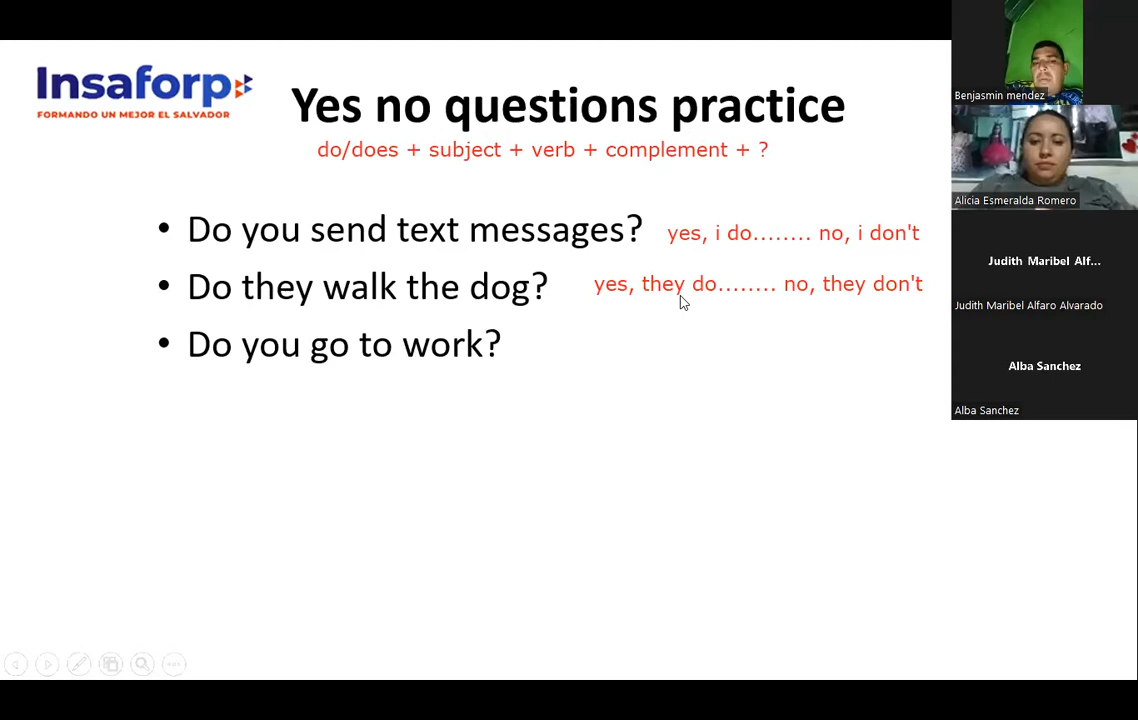 Insaforp
FORMANDO UN MEJOR EL SALVADOR
Yes no questions practice
do/does + subject + verb + complement + ?
• Do you send text messages? yes, i do........ no, i don't
• Do they walk the dog? yes, they do........ no, they don't
• Do you go to work?
Benjasmin mendez
Alicia Esmeralda Romero
Judith Maribel Alf...
Judith Maribel Alfaro Alvarado
Alba Sanchez
Alba Sanchez